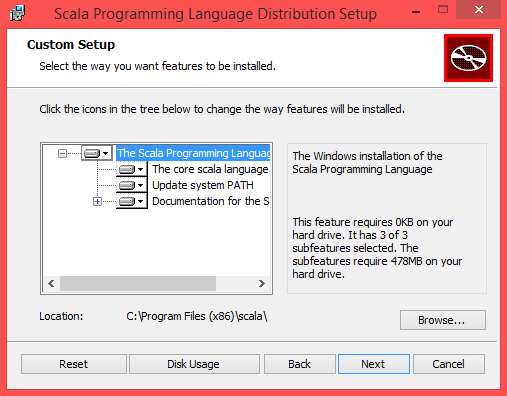 Scala Programming Language Distribution Setup
Custom Setup
Select the way you want features to be installed.
Click the icons in the tree below to change the way features will be installed.
The Scala Programming Languag
The core scala language
Update system PATH
Documentation for the S
The Windows installation of the
Scala Programming Language
This feature requires 0KB on your
hard drive. It has 3 of 3
subfeatures selected. The
subfeatures require 478MB on your
hard drive.
Location: C:\Program Files (x86)\scala\
Browse...
Reset Disk Usage Back Next Cancel